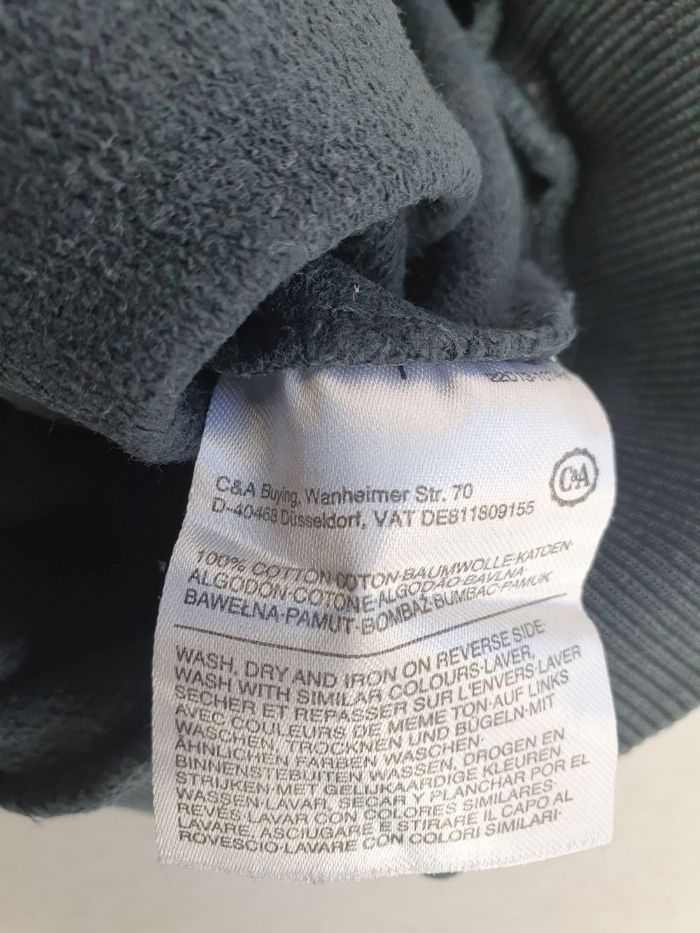 C&A Buying, Wanheimer Str. 70
D-40468 Düsseldorf, VAT DE811809155
C&A
100% COTTON·COTON·BAUMWOLLE·KATOEN·
ALGODON·COTONE·ALGODÃO·BAVLNA·
BAWEŁNA·PAMUT·BOMBAŽ·BUMBAC·PAMUK
WASH, DRY AND IRON ON REVERSE SIDE·
WASH WITH SIMILAR COLOURS·LAVER,
SÉCHER ET REPASSER SUR L'ENVERS·LAVER
AVEC COULEURS DE MEME TON·AUF LINKS
WASCHEN, TROCKNEN UND BÜGELN·MIT
ÄHNLICHEN FARBEN WASCHEN·
BINNENSTEBUITEN WASSEN, DROGEN EN
STRIJKEN·MET GELIJKAARDIGE KLEUREN
WASSEN·LAVAR, SECAR Y PLANCHAR POR EL
REVÉS·LAVAR CON COLORES SIMILARES·
LAVARE, ASCIUGARE E STIRARE IL CAPO AL
ROVESCIO·LAVARE CON COLORI SIMILARI·